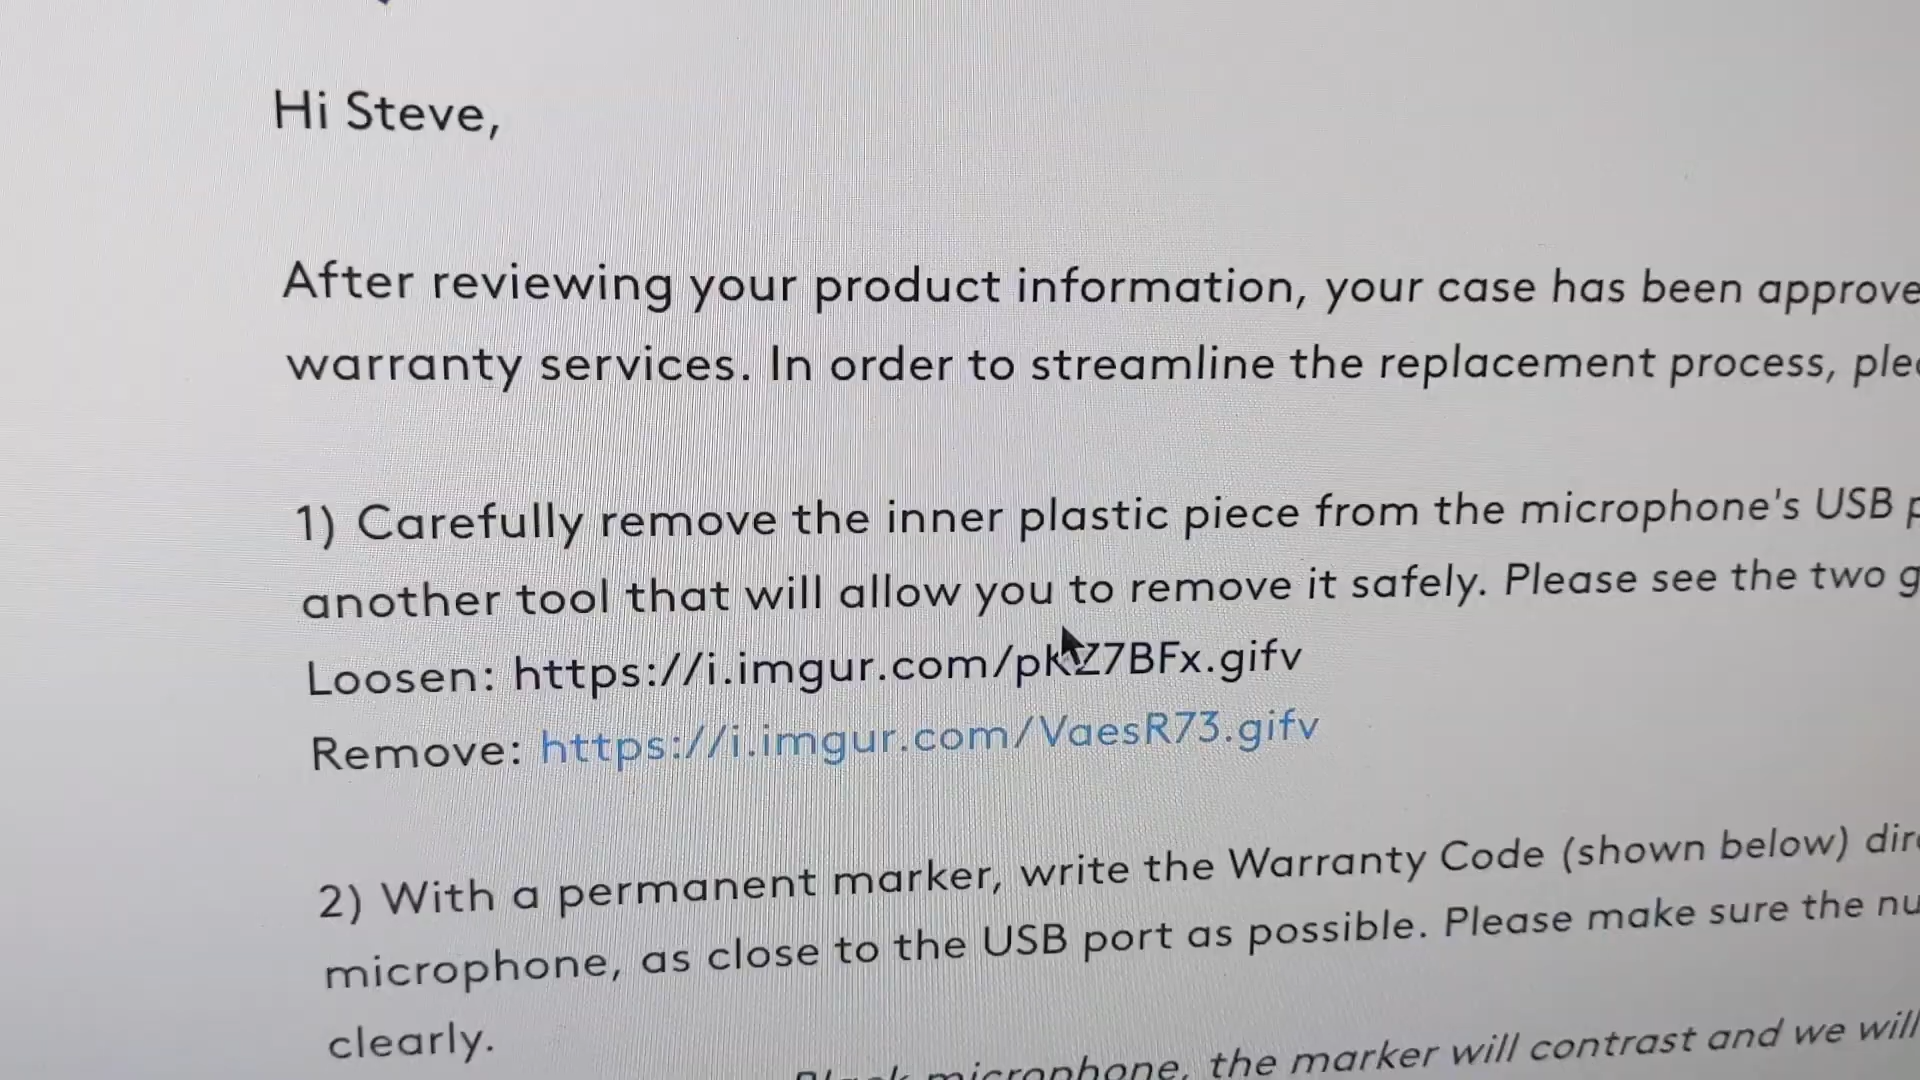 Hi Steve,
After reviewing your product information, your case has been
warranty services. In order to streamline the replacement process,
1) Carefully remove the inner plastic piece from the microphone's USB
another tool that will allow you to remove it safely. Please see the two
Loosen: https://i.imgur.com/pkZ7BFx.gifv
Remove: https://i.imgur.com/VaesR73.gifv
2) With a permanent marker, write the Warranty Code (shown below)
microphone, as close to the USB port as possible. Please make sure the
clearly.
microphone, the marker will contrast and we will